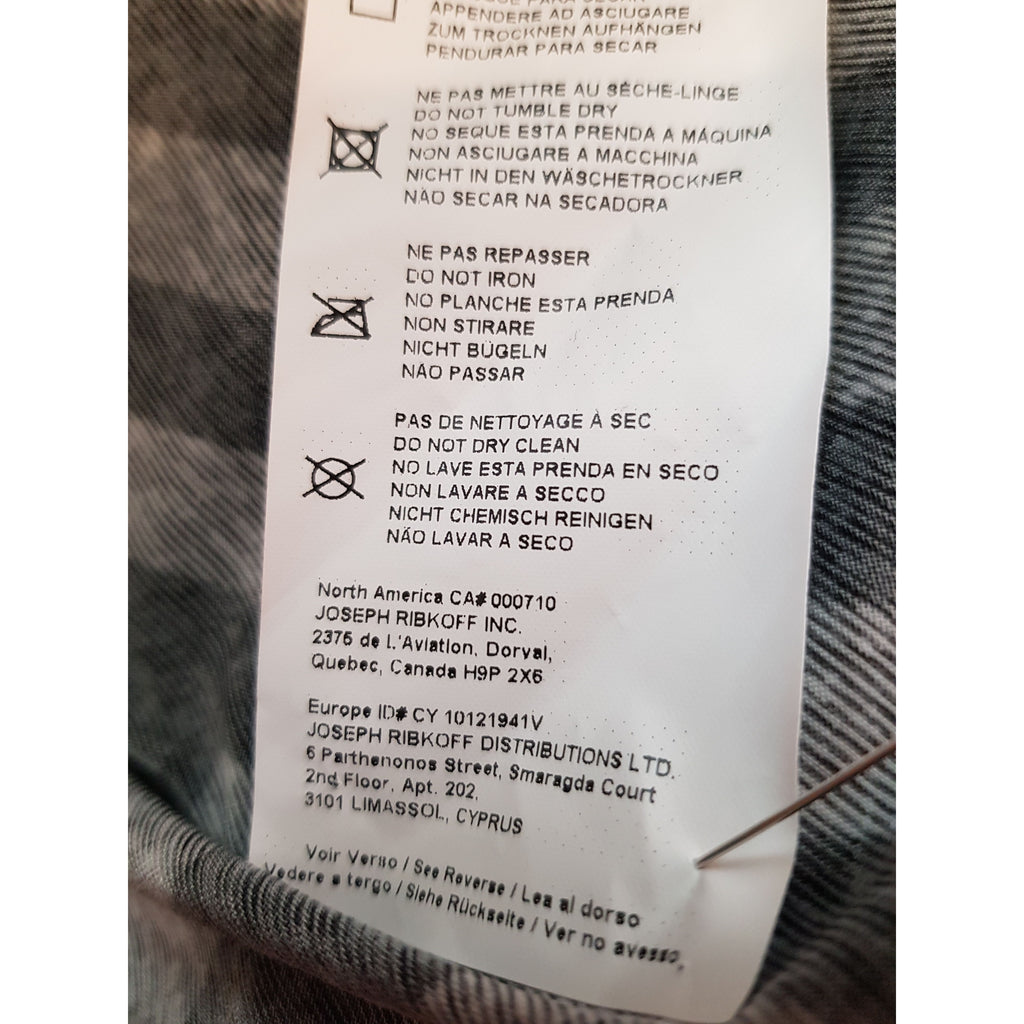 PARA SECAR
APPENDERE AD ASCIUGARE
ZUM TROCKNEN AUFHÄNGEN
PENDURAR PARA SECAR
NE PAS METTRE AU SÈCHE-LINGE
DO NOT TUMBLE DRY
NO SEQUE ESTA PRENDA A MÁQUINA
NON ASCIUGARE A MACCHINA
NICHT IN DEN WÄSCHETROCKNER
NÃO SECAR NA SECADORA
NE PAS REPASSER
DO NOT IRON
NO PLANCHE ESTA PRENDA
NON STIRARE
NICHT BÜGELN
NÃO PASSAR
PAS DE NETTOYAGE À SEC
DO NOT DRY CLEAN
NO LAVE ESTA PRENDA EN SECO
NON LAVARE A SECCO
NICHT CHEMISCH REINIGEN
NÃO LAVAR A SECO
North America CA# 000710
JOSEPH RIBKOFF INC.
2375 de L'Aviation, Dorval,
Quebec, Canada H9P 2X6
Europe ID# CY 10121941V
JOSEPH RIBKOFF DISTRIBUTIONS LTD.
6 Parthenonos Street, Smaragda Court
2nd Floor, Apt. 202,
3101 LIMASSOL, CYPRUS
Voir Verso / See Reverse / Lea al dorso
Vedere a tergo / Siehe Rückseite / Ver no avesso,